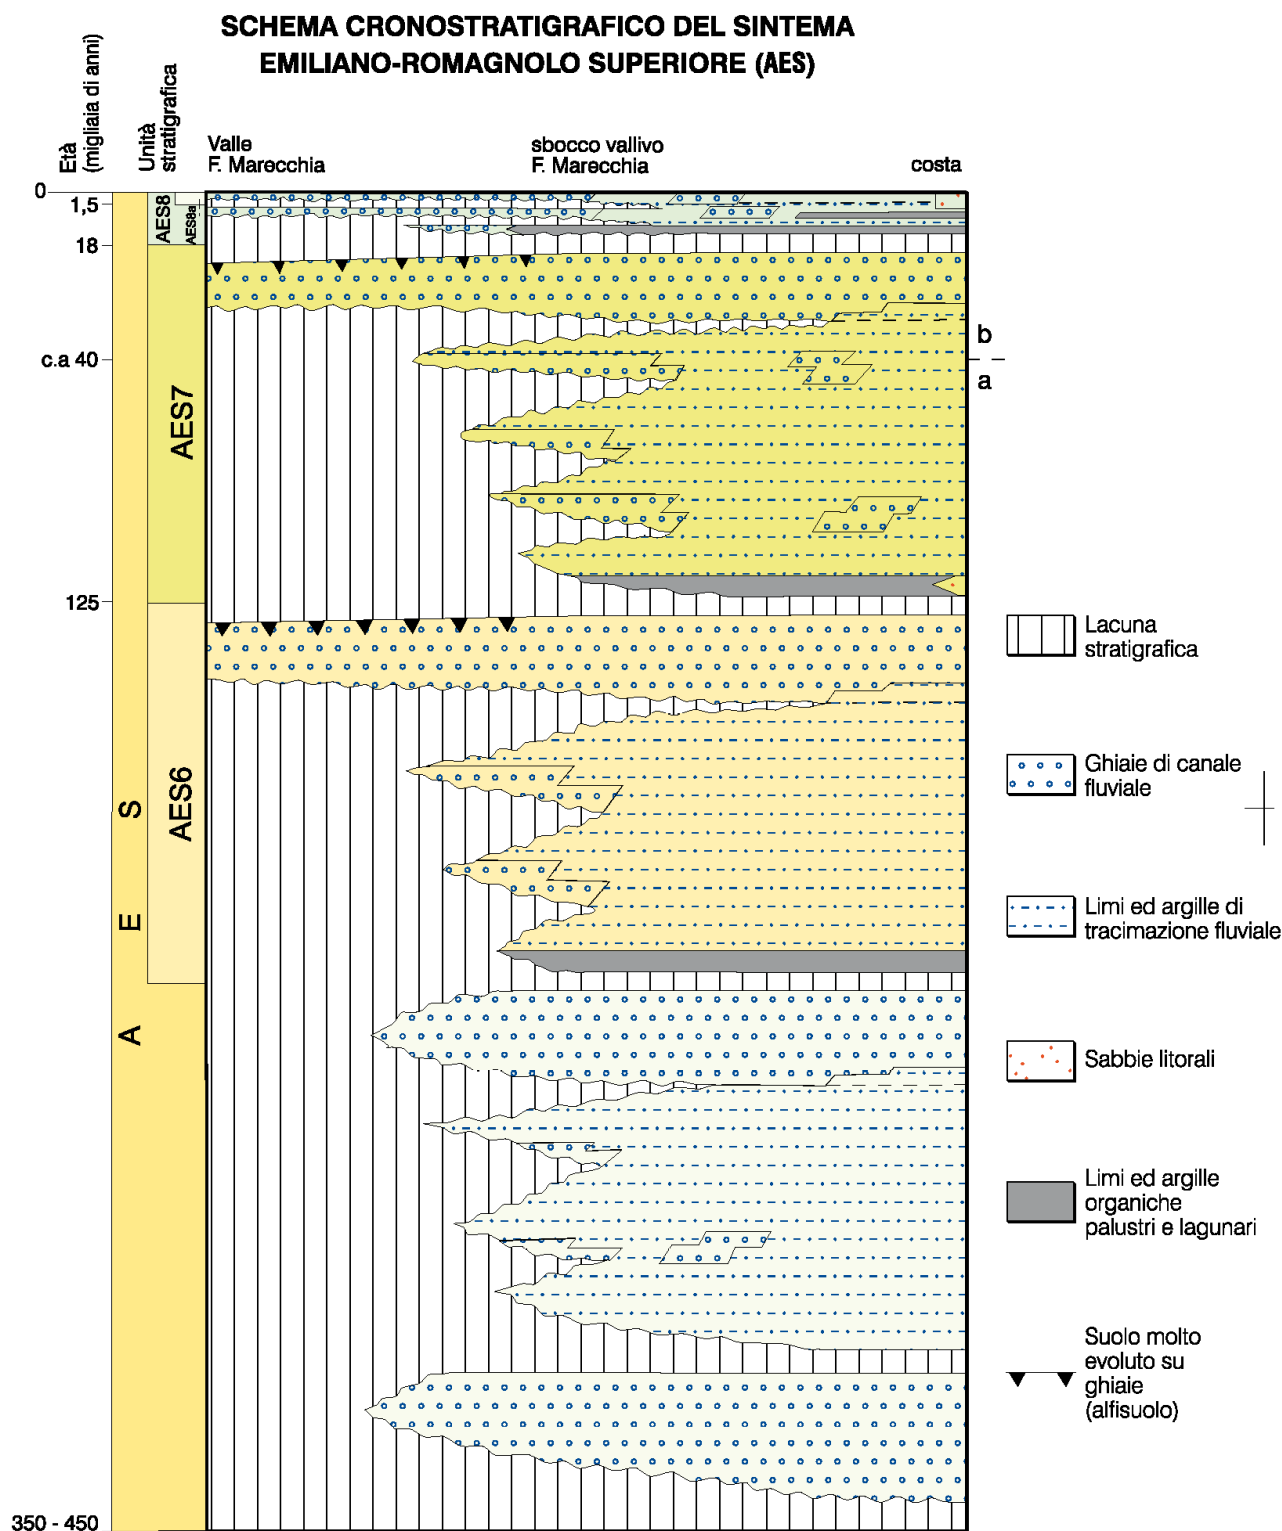 SCHEMA CRONOSTRATIGRAFICO DEL SINTEMA
EMILIANO-ROMAGNOLO SUPERIORE (AES)
Età
(migliaia di anni)
Unità
stratigrafica
Valle
F. Marecchia
sbocco vallivo
F. Marecchia
costa
0
1,5
18
c.a 40
125
350 - 450
AES8
AES8a
AES7
AES6
A E S
b
a
Lacuna
stratigrafica
Ghiaie di canale
fluviale
Limi ed argille di
tracimazione fluviale
Sabbie litorali
Limi ed argille
organiche
palustri e lagunari
Suolo molto
evoluto su
ghiaie
(alfisuolo)